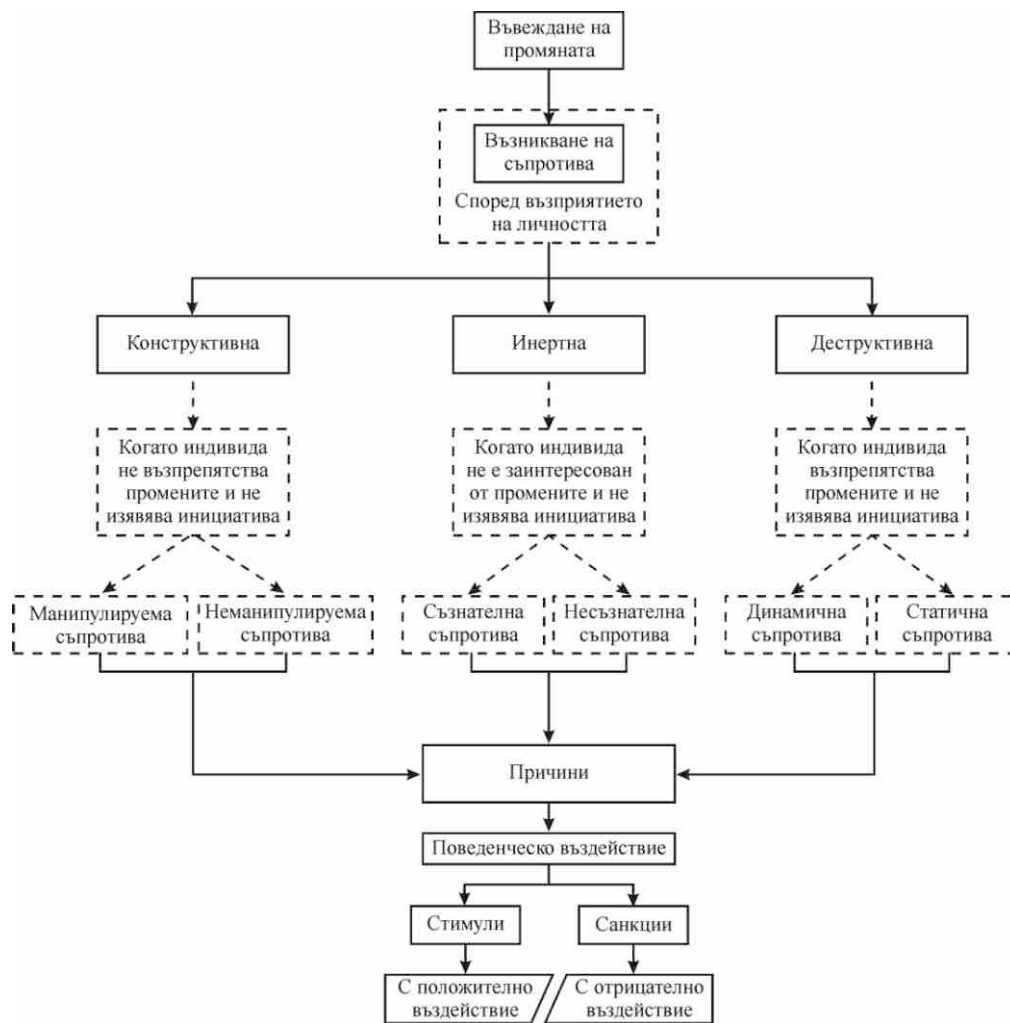 Въвеждане на
промяната
Възникване на
съпротива
Според възприятието
на личността
Конструктивна
Инертна
Деструктивна
Когато индивида
не възпрепятства
промените и не
изявява инициатива
Когато индивида
не е заинтересован
от промените и не
изявява инициатива
Когато индивида
възпрепятства
промените и не
изявява инициатива
Манипулируема
съпротива
Неманипулируема
съпротива
Съзнателна
съпротива
Несъзнателна
съпротива
Динамична
съпротива
Статична
съпротива
Причини
Поведенческо въздействие
Стимули
Санкции
С положително
въздействие
С отрицателно
въздействие